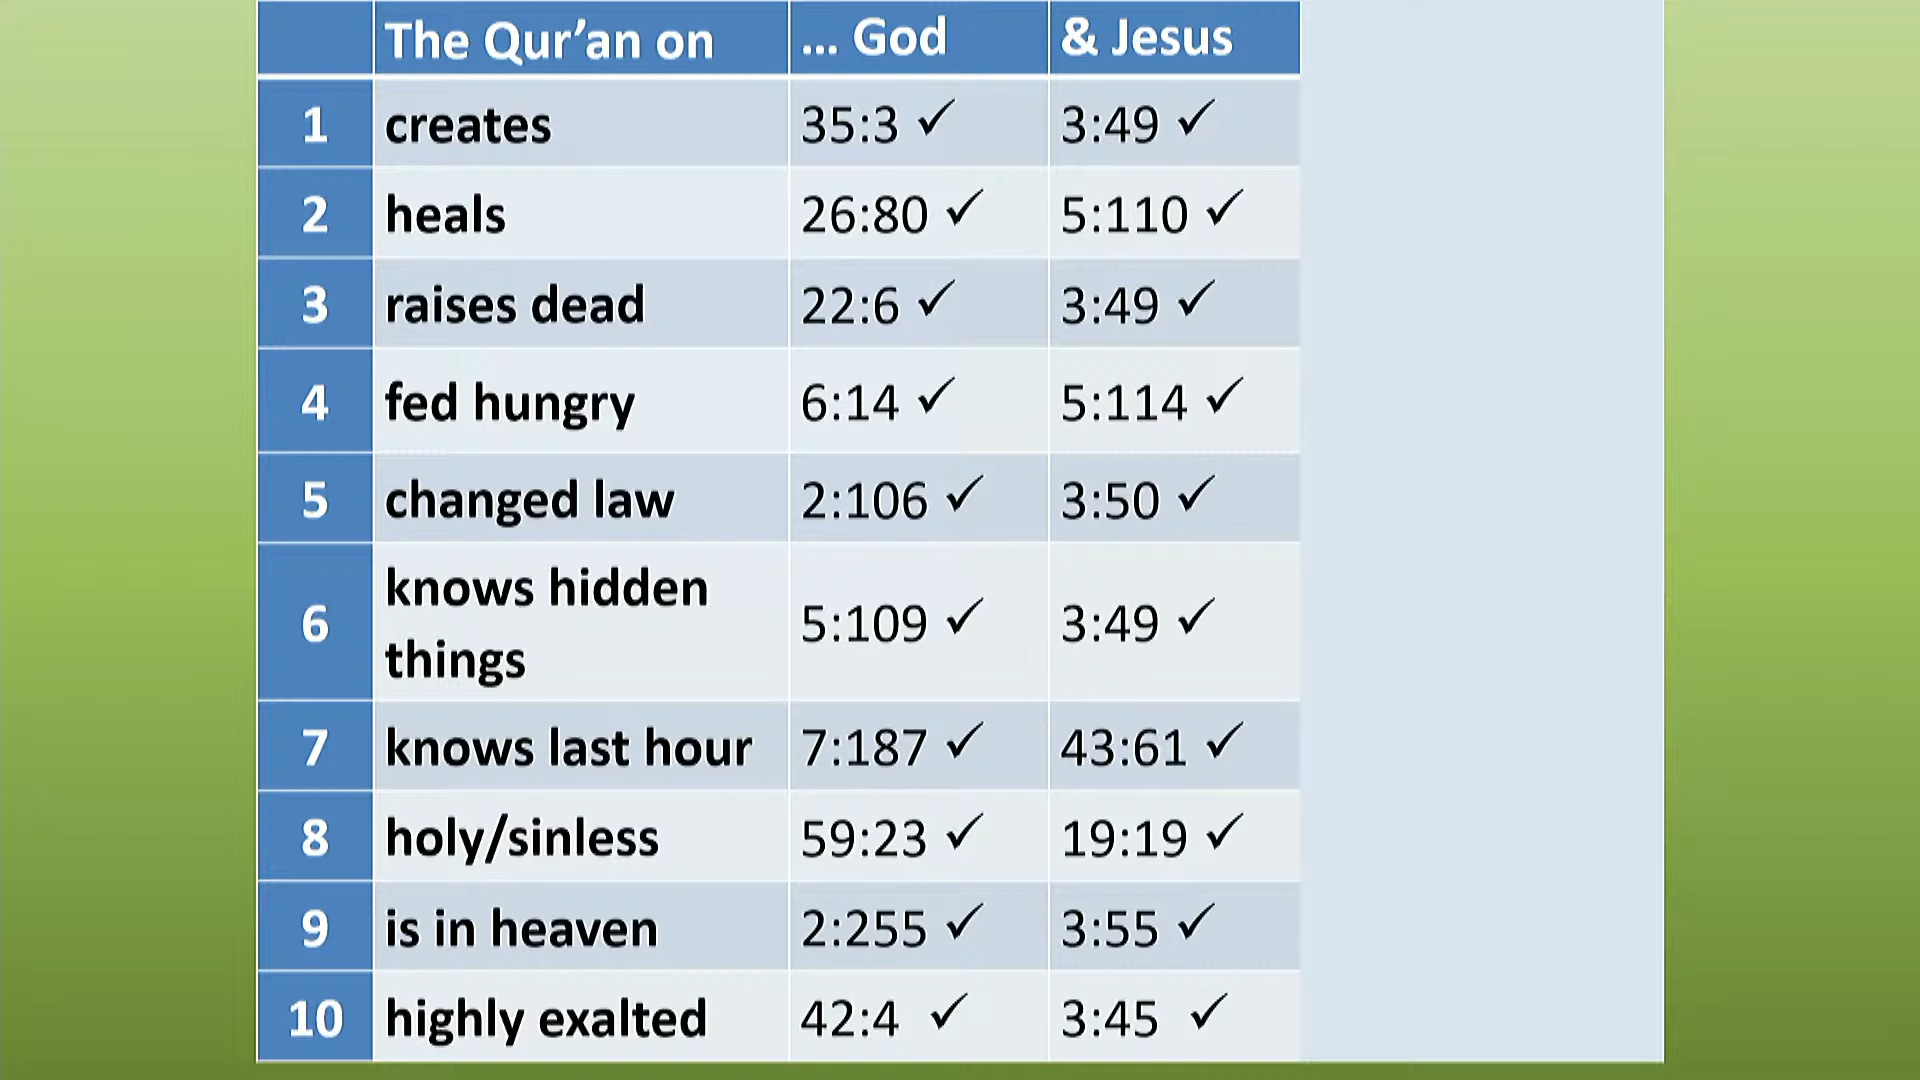 The Qur’an on ... God & Jesus
1 creates 35:3 ✓ 3:49 ✓
2 heals 26:80 ✓ 5:110 ✓
3 raises dead 22:6 ✓ 3:49 ✓
4 fed hungry 6:14 ✓ 5:114 ✓
5 changed law 2:106 ✓ 3:50 ✓
6 knows hidden
things 5:109 ✓ 3:49 ✓
7 knows last hour 7:187 ✓ 43:61 ✓
8 holy/sinless 59:23 ✓ 19:19 ✓
9 is in heaven 2:255 ✓ 3:55 ✓
10 highly exalted 42:4 ✓ 3:45 ✓